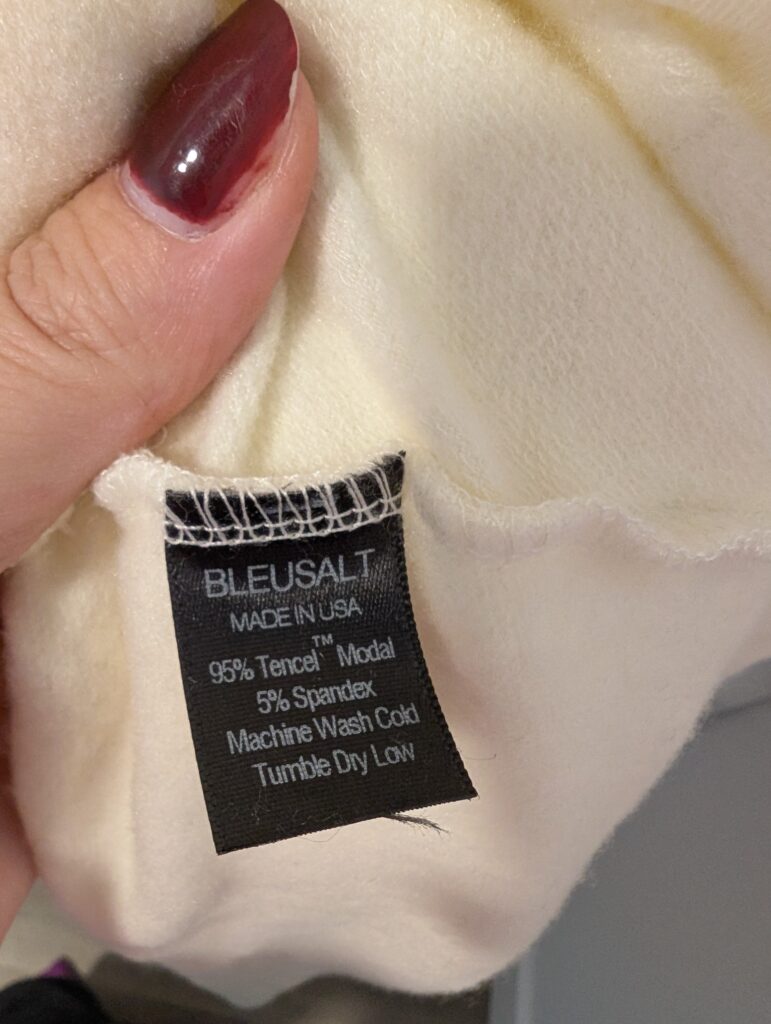 BLEUSALT
MADE IN USA
95% Tencel™ Modal
5% Spandex
Machine Wash Cold
Tumble Dry Low